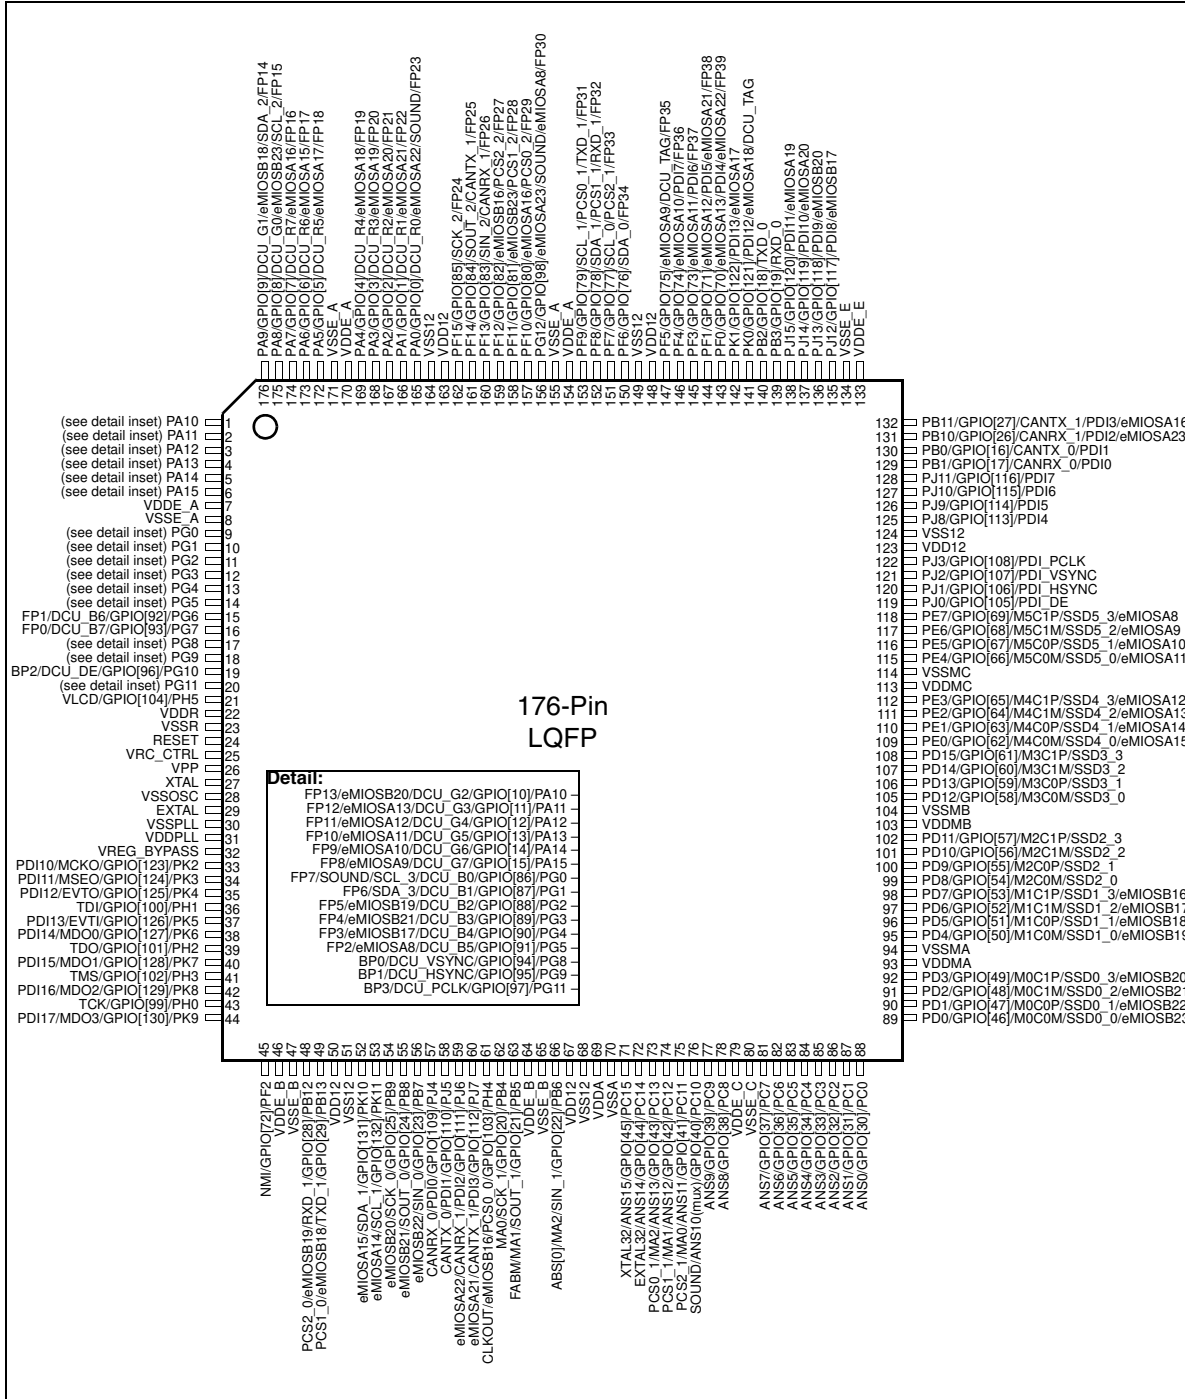 PA9/GPIO[9]/DCU_G1/eMIOSB18/SDA_2/FP14
PA8/GPIO[8]/DCU_G0/eMIOSB23/SCL_2/FP15
PA7/GPIO[7]/DCU_R7/eMIOSA16/FP16
PA6/GPIO[6]/DCU_R6/eMIOSA15/FP17
PA5/GPIO[5]/DCU_R5/eMIOSA17/FP18
VSSE_A
VDDE_A
PA4/GPIO[4]/DCU_R4/eMIOSA18/FP19
PA3/GPIO[3]/DCU_R3/eMIOSA19/FP20
PA2/GPIO[2]/DCU_R2/eMIOSA20/FP21
PA1/GPIO[1]/DCU_R1/eMIOSA21/FP22
PA0/GPIO[0]/DCU_R0/eMIOSA22/SOUND/FP23
VSS12
VDD12
PF15/GPIO[85]/SCK_2/FP24
PF14/GPIO[84]/SOUT_2/CANTX_1/FP25
PF13/GPIO[83]/SIN_2/CANRX_1/FP26
PF12/GPIO[82]/eMIOSB16/PCS2_2/FP27
PF11/GPIO[81]/eMIOSB23/PCS1_2/FP28
PF10/GPIO[80]/eMIOSA16/PCS0_2/FP29
PG12/GPIO[98]/eMIOSA23/SOUND/eMIOSA8/FP30
VSSE_A
VDDE_A
PF9/GPIO[79]/SCL_1/PCS0_1/TXD_1/FP31
PF8/GPIO[78]/SDA_1/PCS1_1/RXD_1/FP32
PF7/GPIO[77]/SCL_0/PCS2_1/FP33
PF6/GPIO[76]/SDA_0/FP34
VSS12
VDD12
PF5/GPIO[75]/eMIOSA9/DCU_TAG/FP35
PF4/GPIO[74]/eMIOSA10/PDI7/FP36
PF3/GPIO[73]/eMIOSA11/PDI6/FP37
PF1/GPIO[71]/eMIOSA12/PDI5/eMIOSA21/FP38
PF0/GPIO[70]/eMIOSA13/PDI4/eMIOSA22/FP39
PK1/GPIO[122]/PDI13/eMIOSA17
PK0/GPIO[121]/PDI12/eMIOSA18/DCU_TAG
PB2/GPIO[18]/TXD_0
PB3/GPIO[19]/RXD_0
PJ15/GPIO[120]/PDI11/eMIOSA19
PJ14/GPIO[119]/PDI10/eMIOSA20
PJ13/GPIO[118]/PDI9/eMIOSB20
PJ12/GPIO[117]/PDI8/eMIOSB17
VSSE_E
VDDE_E
176
175
174
173
172
171
170
169
168
167
166
165
164
163
162
161
160
159
158
157
156
155
154
153
152
151
150
149
148
147
146
145
144
143
142
141
140
139
138
137
136
135
134
133
(see detail inset) PA10 1
(see detail inset) PA11 2
(see detail inset) PA12 3
(see detail inset) PA13 4
(see detail inset) PA14 5
(see detail inset) PA15 6
VDDE_A 7
VSSE_A 8
(see detail inset) PG0 9
(see detail inset) PG1 10
(see detail inset) PG2 11
(see detail inset) PG3 12
(see detail inset) PG4 13
(see detail inset) PG5 14
FP1/DCU_B6/GPIO[92]/PG6 15
FP0/DCU_B7/GPIO[93]/PG7 16
(see detail inset) PG8 17
(see detail inset) PG9 18
BP2/DCU_DE/GPIO[96]/PG10 19
(see detail inset) PG11 20
VLCD/GPIO[104]/PH5 21
VDDR 22
VSSR 23
RESET 24
VRC_CTRL 25
VPP 26
XTAL 27
VSSOSC 28
EXTAL 29
VSSPLL 30
VDDPLL 31
VREG_BYPASS 32
PDI10/MCKO/GPIO[123]/PK2 33
PDI11/MSEO/GPIO[124]/PK3 34
PDI12/EVTO/GPIO[125]/PK4 35
TDI/GPIO[100]/PH1 36
PDI13/EVTI/GPIO[126]/PK5 37
PDI14/MDO0/GPIO[127]/PK6 38
TDO/GPIO[101]/PH2 39
PDI15/MDO1/GPIO[128]/PK7 40
TMS/GPIO[102]/PH3 41
PDI16/MDO2/GPIO[129]/PK8 42
TCK/GPIO[99]/PH0 43
PDI17/MDO3/GPIO[130]/PK9 44
176-Pin
LQFP
Detail:
FP13/eMIOSB20/DCU_G2/GPIO[10]/PA10
FP12/eMIOSA13/DCU_G3/GPIO[11]/PA11
FP11/eMIOSA12/DCU_G4/GPIO[12]/PA12
FP10/eMIOSA11/DCU_G5/GPIO[13]/PA13
FP9/eMIOSA10/DCU_G6/GPIO[14]/PA14
FP8/eMIOSA9/DCU_G7/GPIO[15]/PA15
FP7/SOUND/SCL_3/DCU_B0/GPIO[86]/PG0
FP6/SDA_3/DCU_B1/GPIO[87]/PG1
FP5/eMIOSB19/DCU_B2/GPIO[88]/PG2
FP4/eMIOSB21/DCU_B3/GPIO[89]/PG3
FP3/eMIOSB17/DCU_B4/GPIO[90]/PG4
FP2/eMIOSA8/DCU_B5/GPIO[91]/PG5
BP0/DCU_VSYNC/GPIO[94]/PG8
BP1/DCU_HSYNC/GPIO[95]/PG9
BP3/DCU_PCLK/GPIO[97]/PG11
132 PB11/GPIO[27]/CANTX_1/PDI3/eMIOSA16
131 PB10/GPIO[26]/CANRX_1/PDI2/eMIOSA23
130 PB0/GPIO[16]/CANTX_0/PDI1
129 PB1/GPIO[17]/CANRX_0/PDI0
128 PJ11/GPIO[116]/PDI7
127 PJ10/GPIO[115]/PDI6
126 PJ9/GPIO[114]/PDI5
125 PJ8/GPIO[113]/PDI4
124 VSS12
123 VDD12
122 PJ3/GPIO[108]/PDI_PCLK
121 PJ2/GPIO[107]/PDI_VSYNC
120 PJ1/GPIO[106]/PDI_HSYNC
119 PJ0/GPIO[105]/PDI_DE
118 PE7/GPIO[69]/M5C1P/SSD5_3/eMIOSA8
117 PE6/GPIO[68]/M5C1M/SSD5_2/eMIOSA9
116 PE5/GPIO[67]/M5C0P/SSD5_1/eMIOSA10
115 PE4/GPIO[66]/M5C0M/SSD5_0/eMIOSA11
114 VSSMC
113 VDDMC
112 PE3/GPIO[65]/M4C1P/SSD4_3/eMIOSA12
111 PE2/GPIO[64]/M4C1M/SSD4_2/eMIOSA13
110 PE1/GPIO[63]/M4C0P/SSD4_1/eMIOSA14
109 PE0/GPIO[62]/M4C0M/SSD4_0/eMIOSA15
108 PD15/GPIO[61]/M3C1P/SSD3_3
107 PD14/GPIO[60]/M3C1M/SSD3_2
106 PD13/GPIO[59]/M3C0P/SSD3_1
105 PD12/GPIO[58]/M3C0M/SSD3_0
104 VSSMB
103 VDDMB
102 PD11/GPIO[57]/M2C1P/SSD2_3
101 PD10/GPIO[56]/M2C1M/SSD2_2
100 PD9/GPIO[55]/M2C0P/SSD2_1
99 PD8/GPIO[54]/M2C0M/SSD2_0
98 PD7/GPIO[53]/M1C1P/SSD1_3/eMIOSB16
97 PD6/GPIO[52]/M1C1M/SSD1_2/eMIOSB17
96 PD5/GPIO[51]/M1C0P/SSD1_1/eMIOSB18
95 PD4/GPIO[50]/M1C0M/SSD1_0/eMIOSB19
94 VSSMA
93 VDDMA
92 PD3/GPIO[49]/M0C1P/SSD0_3/eMIOSB20
91 PD2/GPIO[48]/M0C1M/SSD0_2/eMIOSB21
90 PD1/GPIO[47]/M0C0P/SSD0_1/eMIOSB22
89 PD0/GPIO[46]/M0C0M/SSD0_0/eMIOSB23
45
46
47
48
49
50
51
52
53
54
55
56
57
58
59
60
61
62
63
64
65
66
67
68
69
70
71
72
73
74
75
76
77
78
79
80
81
82
83
84
85
86
87
88
NMI/GPIO[72]/PF2
VDDE_B
VSSE_B
PCS2_0/eMIOSB19/RXD_1/GPIO[28]/PB12
PCS1_0/eMIOSB18/TXD_1/GPIO[29]/PB13
VDD12
VSS12
eMIOSA15/SDA_1/GPIO[131]/PK10
eMIOSA14/SCL_1/GPIO[132]/PK11
eMIOSB20/SCK_0/GPIO[25]/PB9
eMIOSB21/SOUT_0/GPIO[24]/PB8
eMIOSB22/SIN_0/GPIO[23]/PB7
CANRX_0/PDI0/GPIO[109]/PJ4
CANTX_0/PDI1/GPIO[110]/PJ5
eMIOSA22/CANRX_1/PDI2/GPIO[111]/PJ6
eMIOSA21/CANTX_1/PDI3/GPIO[112]/PJ7
CLKOUT/eMIOSB16/PCS0_0/GPIO[103]/PH4
MA0/SCK_1/GPIO[20]/PB4
FABM/MA1/SOUT_1/GPIO[21]/PB5
VDDE_B
VSSE_B
ABS[0]/MA2/SIN_1/GPIO[22]/PB6
VDD12
VSS12
VDDA
VSSA
XTAL32/ANS15/GPIO[45]/PC15
EXTAL32/ANS14/GPIO[44]/PC14
PCS0_1/MA2/ANS13/GPIO[43]/PC13
PCS1_1/MA1/ANS12/GPIO[42]/PC12
PCS2_1/MA0/ANS11/GPIO[41]/PC11
SOUND/ANS10(mux)/GPIO[40]/PC10
ANS9/GPIO[39]/PC9
ANS8/GPIO[38]/PC8
VDDE_C
VSSE_C
ANS7/GPIO[37]/PC7
ANS6/GPIO[36]/PC6
ANS5/GPIO[35]/PC5
ANS4/GPIO[34]/PC4
ANS3/GPIO[33]/PC3
ANS2/GPIO[32]/PC2
ANS1/GPIO[31]/PC1
ANS0/GPIO[30]/PC0